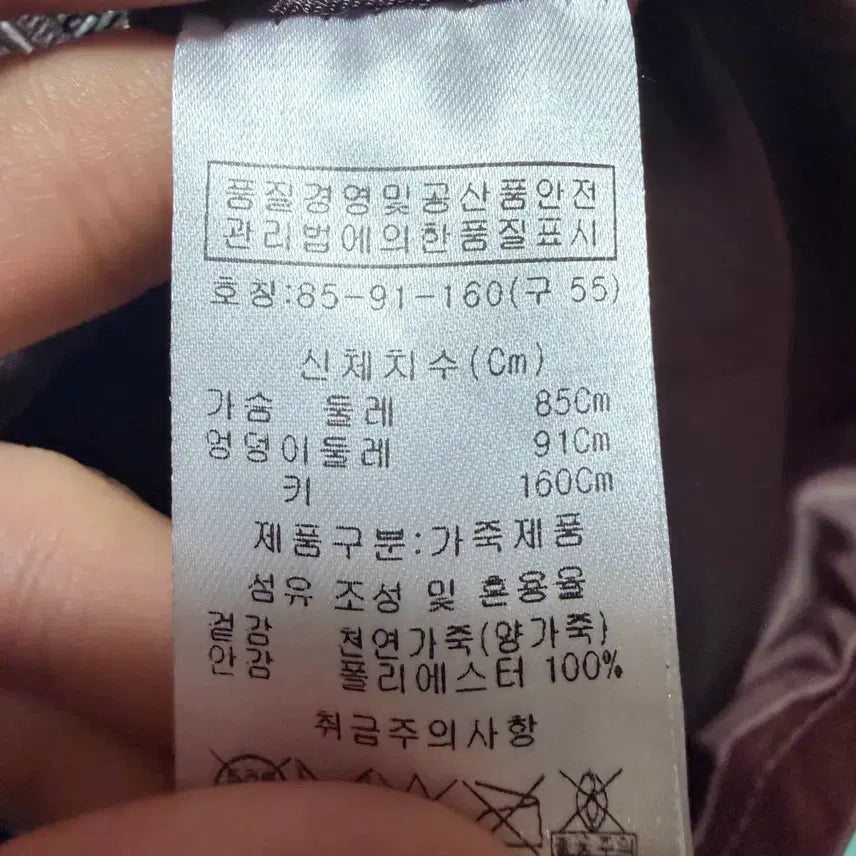 품질경영및공산품안전
관리법에의한품질표시
호칭:85-91-160(구 55)
신체치수(Cm)
가슴 둘레 85Cm
엉덩이둘레 91Cm
키 160Cm
제품구분:가죽제품
섬유 조성 및 혼용율
겉감 천연가죽(양가죽)
안감 폴리에스터 100%
취급주의사항